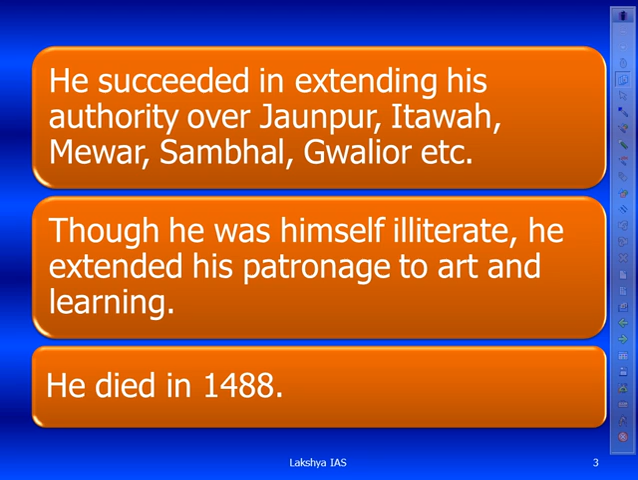 He succeeded in extending his
authority over Jaunpur, Itawah,
Mewar, Sambhal, Gwalior etc.
Though he was himself illiterate, he
extended his patronage to art and
learning.
He died in 1488.
Lakshya IAS
3